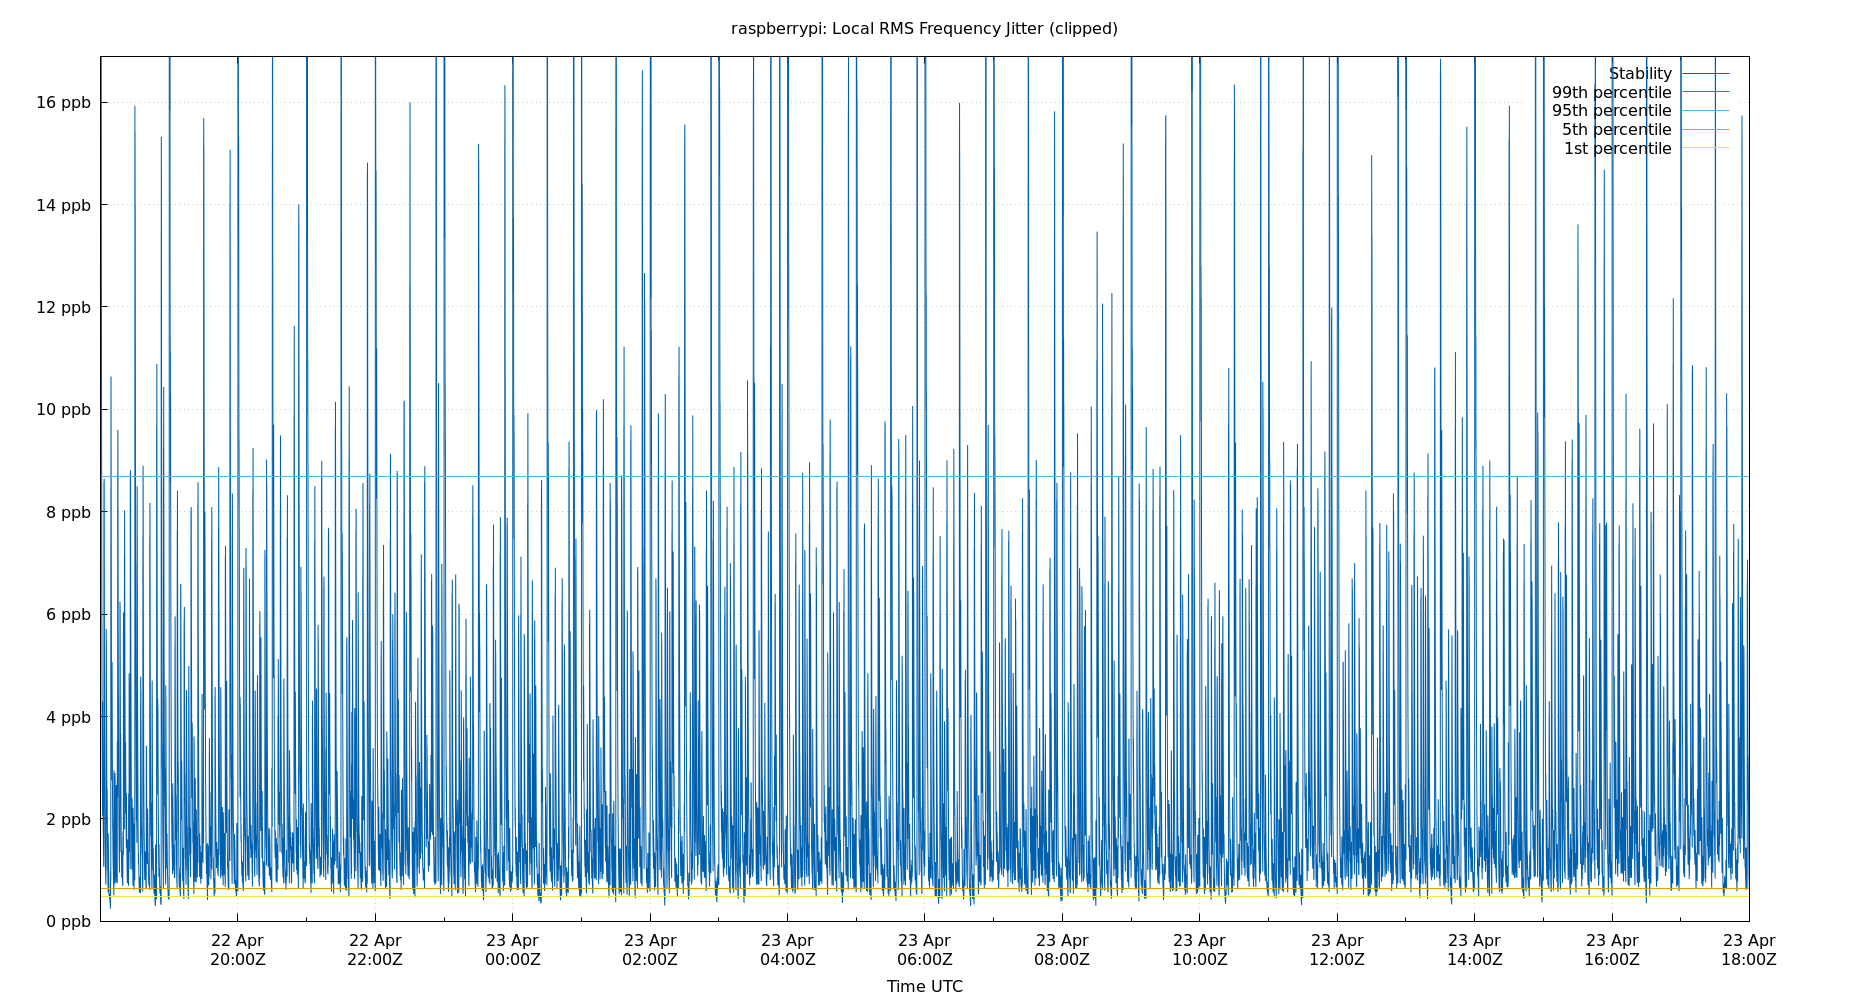 raspberrypi: Local RMS Frequency Jitter (clipped)
Stability
99th percentile
95th percentile
5th percentile
1st percentile
16 ppb
14 ppb
12 ppb
10 ppb
8 ppb
6 ppb
4 ppb
2 ppb
0 ppb
22 Apr 22 Apr 23 Apr 23 Apr 23 Apr 23 Apr 23 Apr 23 Apr 23 Apr 23 Apr 23 Apr 23 Apr
20:00Z 22:00Z 00:00Z 02:00Z 04:00Z 06:00Z 08:00Z 10:00Z 12:00Z 14:00Z 16:00Z 18:00Z
Time UTC